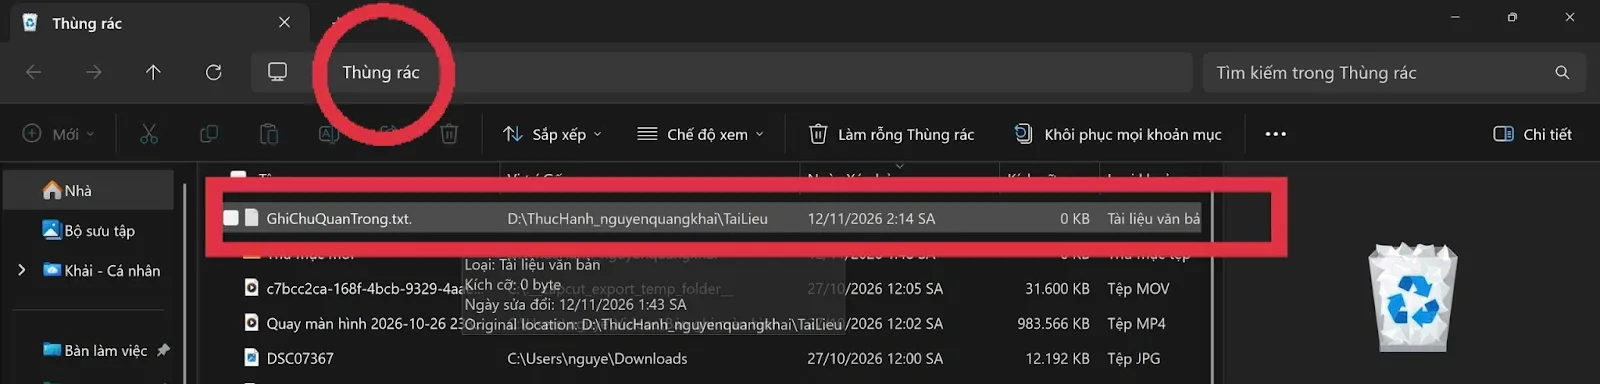 Thùng rác
Thùng rác
Tìm kiếm trong Thùng rác
Mới
Sắp xếp
Chế độ xem
Làm rỗng Thùng rác
Khôi phục mọi khoản mục
Chi tiết
Nhà
Bộ sưu tập
Khải - Cá nhân
Bản làm việc
GhiChuQuanTrong.txt. D:\ThucHanh_nguyenquangkhai\TaiLieu 12/11/2026 2:14 SA 0 KB Tài liệu văn bả
Loại: Tài liệu văn bản
Kích cỡ: 0 byte
Ngày sửa đổi: 12/11/2026 1:43 SA
Original location: D:\ThucHanh_nguyenquangkhai\TaiLieu
c7bcc2ca-168f-4bcb-9329-4aac... cut_export_temp_folder__ 27/10/2026 12:05 SA 31.600 KB Tệp MOV
Quay màn hình 2026-10-26 23 12:02 SA 983.566 KB Tệp MP4
DSC07367 C:\Users\nguye\Downloads 27/10/2026 12:00 SA 12.192 KB Tệp JPG